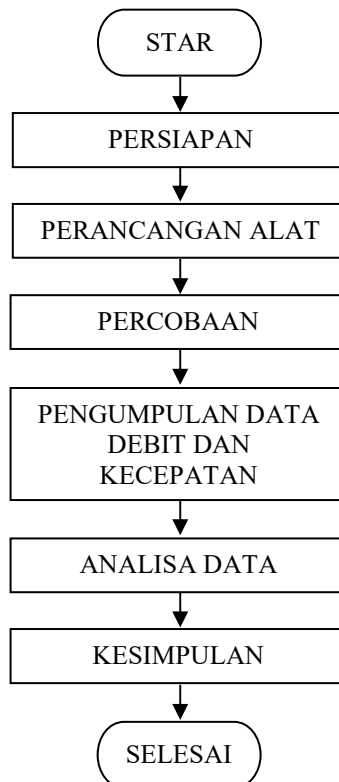 STAR
PERSIAPAN
PERANCANGAN ALAT
PERCOBAAN
PENGUMPULAN DATA
DEBIT DAN
KECEPATAN
ANALISA DATA
KESIMPULAN
SELESAI